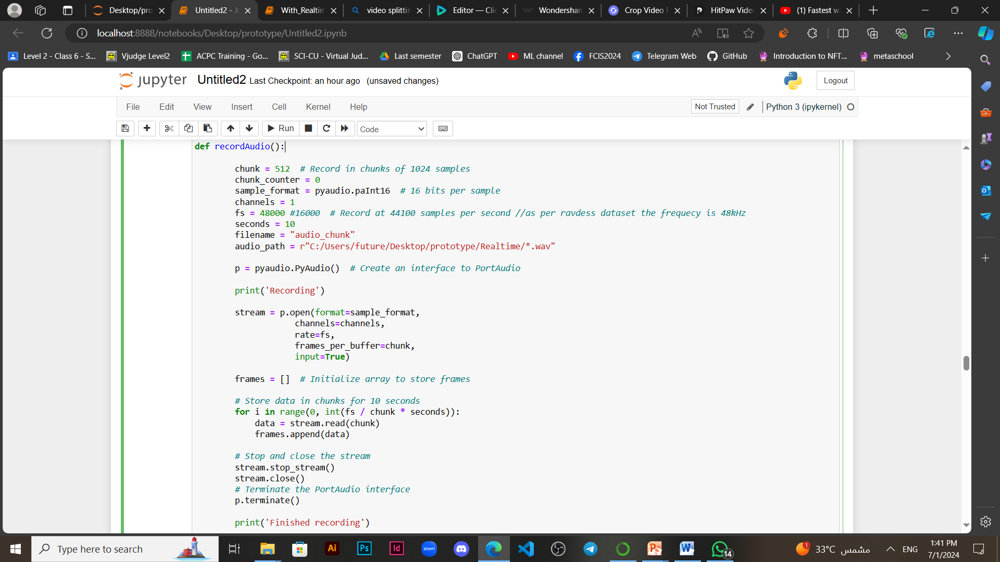 Desktop/pro
Untitled2 - J
With_Realtim
video splittin
Editor — Clic
Wondershar
Crop Video F
HitPaw Vide
(1) Fastest w
localhost:8888/notebooks/Desktop/prototype/Untitled2.ipynb
Level 2 - Class 6 - S...
Vjudge Level2
ACPC Training - Go...
SCI-CU - Virtual Jud...
Last semester
ChatGPT
ML channel
FCIS2024
Telegram Web
GitHub
Introduction to NFT...
metaschool
jupyter Untitled2 Last Checkpoint: an hour ago (unsaved changes)
Logout
File Edit View Insert Cell Kernel Help
Not Trusted
Python 3 (ipykernel)
Run
Code
def recordAudio():
chunk = 512  # Record in chunks of 1024 samples
chunk_counter = 0
sample_format = pyaudio.paInt16  # 16 bits per sample
channels = 1
fs = 48000 #16000  # Record at 44100 samples per second //as per ravdess dataset the frequecy is 48kHz
seconds = 10
filename = "audio_chunk"
audio_path = r"C:/Users/future/Desktop/prototype/Realtime/*.wav"
p = pyaudio.PyAudio()  # Create an interface to PortAudio
print('Recording')
stream = p.open(format=sample_format,
channels=channels,
rate=fs,
frames_per_buffer=chunk,
input=True)
frames = []  # Initialize array to store frames
# Store data in chunks for 10 seconds
for i in range(0, int(fs / chunk * seconds)):
data = stream.read(chunk)
frames.append(data)
# Stop and close the stream
stream.stop_stream()
stream.close()
# Terminate the PortAudio interface
p.terminate()
print('Finished recording')
Type here to search
Ai
Ps
Id
zoom
14
1
33°C مشمس
ENG
1:41 PM
7/1/2024